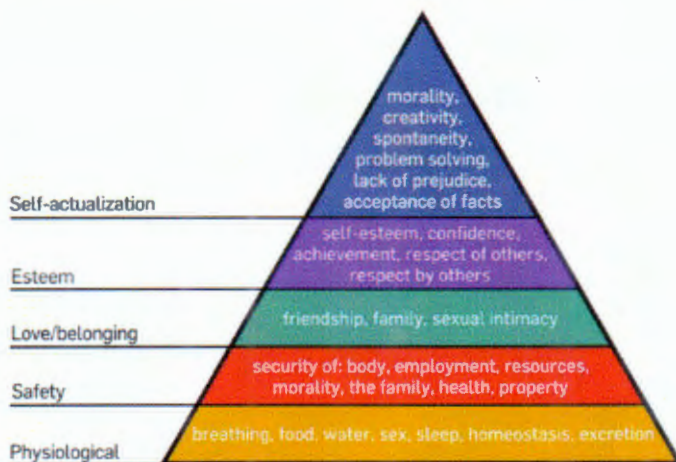 morality,
creativity,
spontaneity,
problem solving,
lack of prejudice,
acceptance of facts
Self-actualization
self-esteem, confidence,
achievement, respect of others,
respect by others
Esteem
friendship, family, sexual intimacy
Love/belonging
security of: body, employment, resources,
morality, the family, health, property
Safety
breathing, food, water, sex, sleep, homeostasis, excretion
Physiological